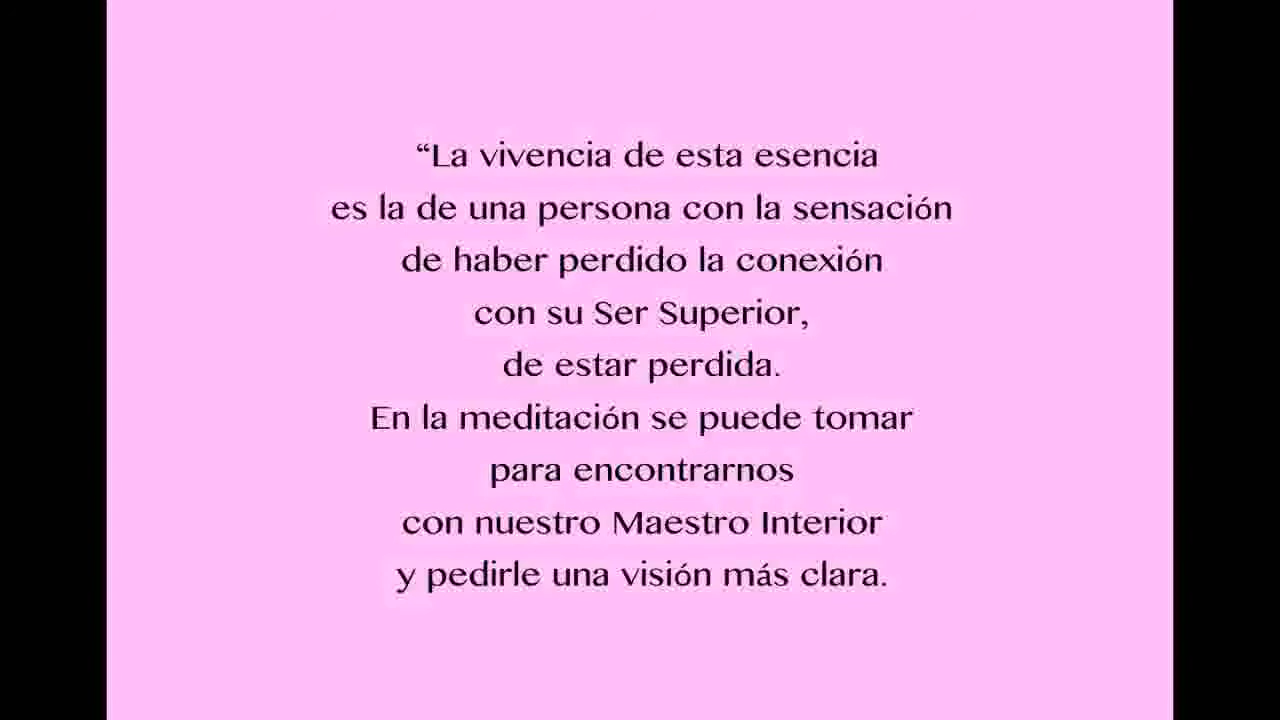 “La vivencia de esta esencia
es la de una persona con la sensación
de haber perdido la conexión
con su Ser Superior,
de estar perdida.
En la meditación se puede tomar
para encontrarnos
con nuestro Maestro Interior
y pedirle una visión más clara.